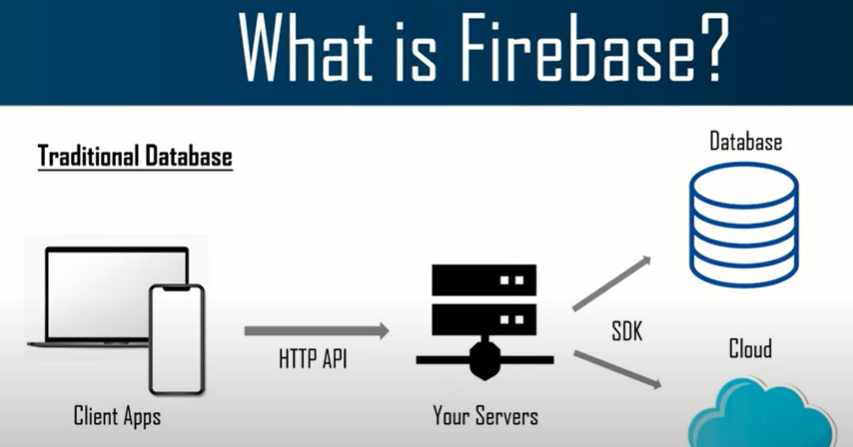 What is Firebase?
Traditional Database
Database
HTTP API
SDK
Cloud
Client Apps
Your Servers